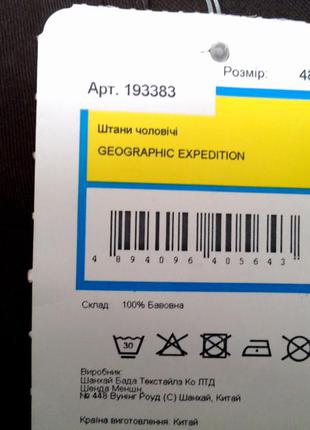 Розмір: 48
Арт. 193383
Штани чоловічі
GEOGRAPHIC EXPEDITION
4 894096 405643
Склад: 100% Бавовна
30
Виробник:
Шанхай Бада Текстайлз Ко ЛТД
Шенда Меншн
№ 448 Вунінг Роуд (С) Шанхай, Китай
Країна виготовлення: Китай